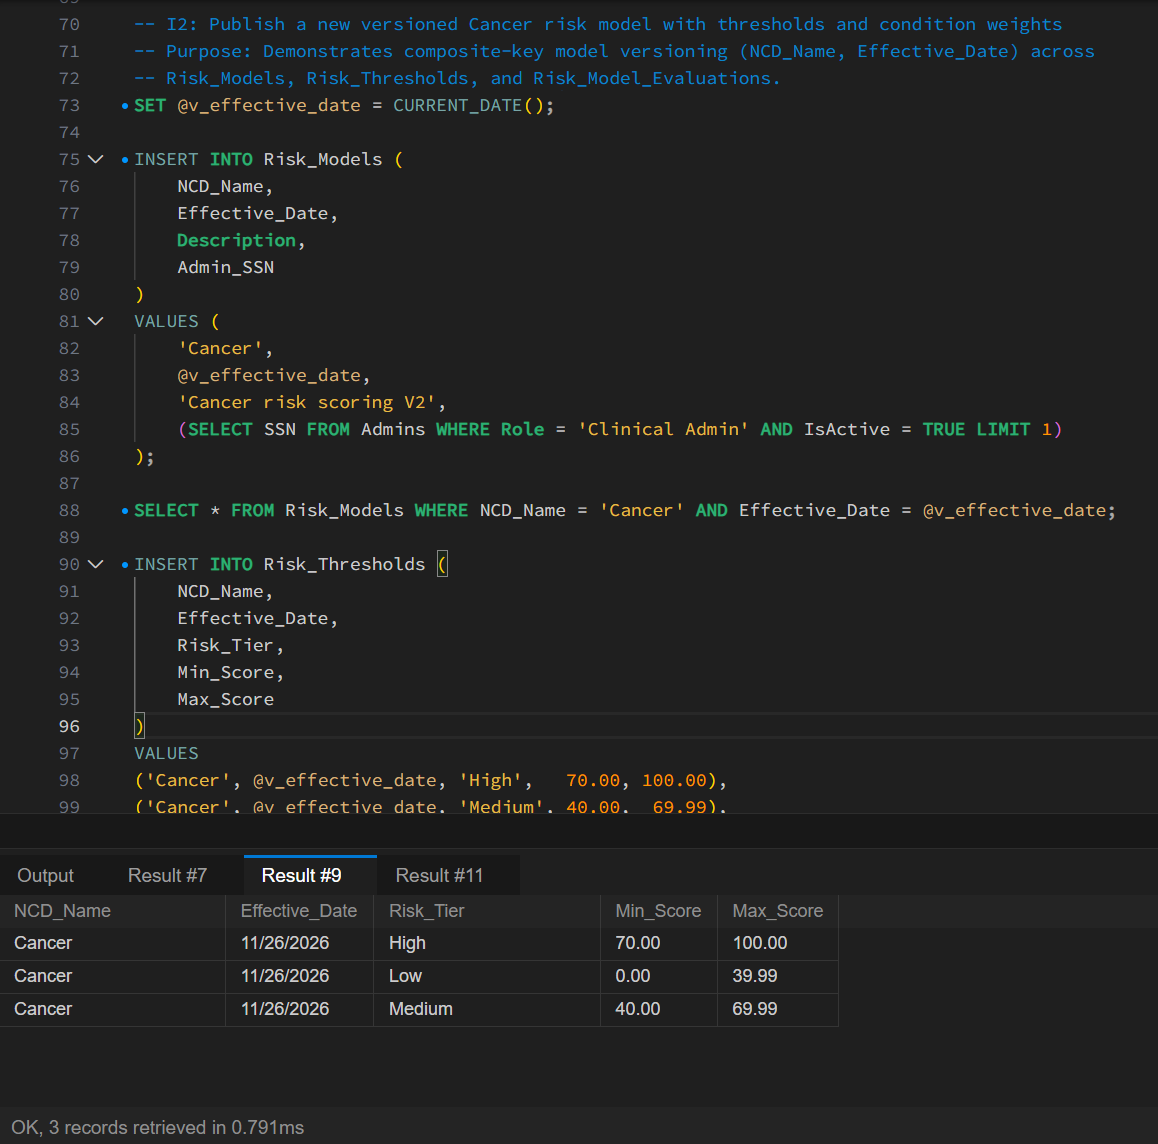 70 -- I2: Publish a new versioned Cancer risk model with thresholds and condition weights
71 -- Purpose: Demonstrates composite-key model versioning (NCD_Name, Effective_Date) across
72 -- Risk_Models, Risk_Thresholds, and Risk_Model_Evaluations.
73 SET @v_effective_date = CURRENT_DATE();
74
75 INSERT INTO Risk_Models (
76 NCD_Name,
77 Effective_Date,
78 Description,
79 Admin_SSN
80 )
81 VALUES (
82 'Cancer',
83 @v_effective_date,
84 'Cancer risk scoring V2',
85 (SELECT SSN FROM Admins WHERE Role = 'Clinical Admin' AND IsActive = TRUE LIMIT 1)
86 );
87
88 SELECT * FROM Risk_Models WHERE NCD_Name = 'Cancer' AND Effective_Date = @v_effective_date;
89
90 INSERT INTO Risk_Thresholds (
91 NCD_Name,
92 Effective_Date,
93 Risk_Tier,
94 Min_Score,
95 Max_Score
96 )
97 VALUES
98 ('Cancer', @v_effective_date, 'High', 70.00, 100.00),
99 ('Cancer', @v_effective_date, 'Medium', 40.00, 69.99),
Output Result #7 Result #9 Result #11
NCD_Name Effective_Date Risk_Tier Min_Score Max_Score
Cancer 11/26/2026 High 70.00 100.00
Cancer 11/26/2026 Low 0.00 39.99
Cancer 11/26/2026 Medium 40.00 69.99
OK, 3 records retrieved in 0.791ms